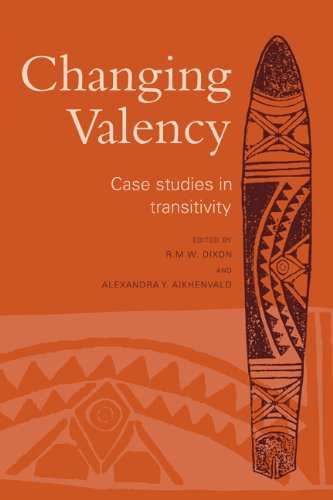 Changing
Valency
Case studies in
transitivity
EDITED BY
R.M.W. DIXON
AND
ALEXANDRA Y. AIKHENVALD